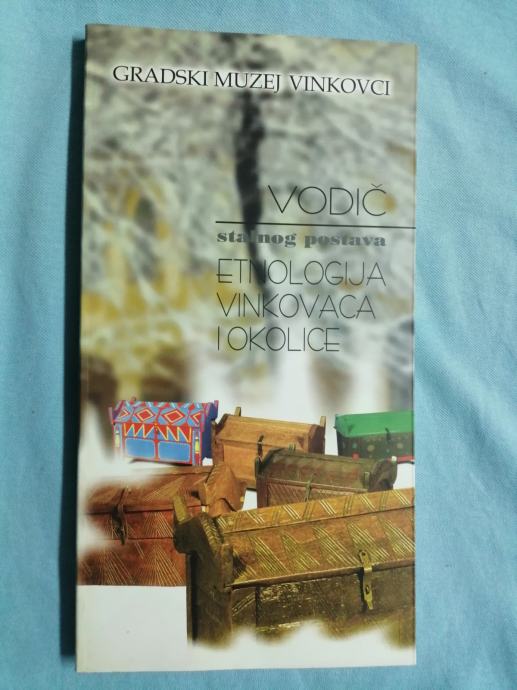 GRADSKI MUZEJ VINKOVCI
VODIČ
stalnog postava
ETNOLOGIJA
VINKOVACA
I OKOLICE